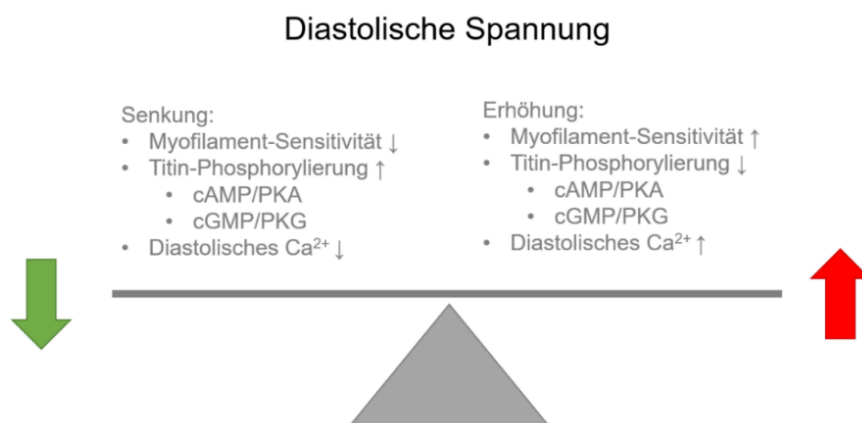 Diastolische Spannung
Senkung:
• Myofilament-Sensitivität ↓
• Titin-Phosphorylierung ↑
• cAMP/PKA
• cGMP/PKG
• Diastolisches Ca²⁺ ↓
Erhöhung:
• Myofilament-Sensitivität ↑
• Titin-Phosphorylierung ↓
• cAMP/PKA
• cGMP/PKG
• Diastolisches Ca²⁺ ↑